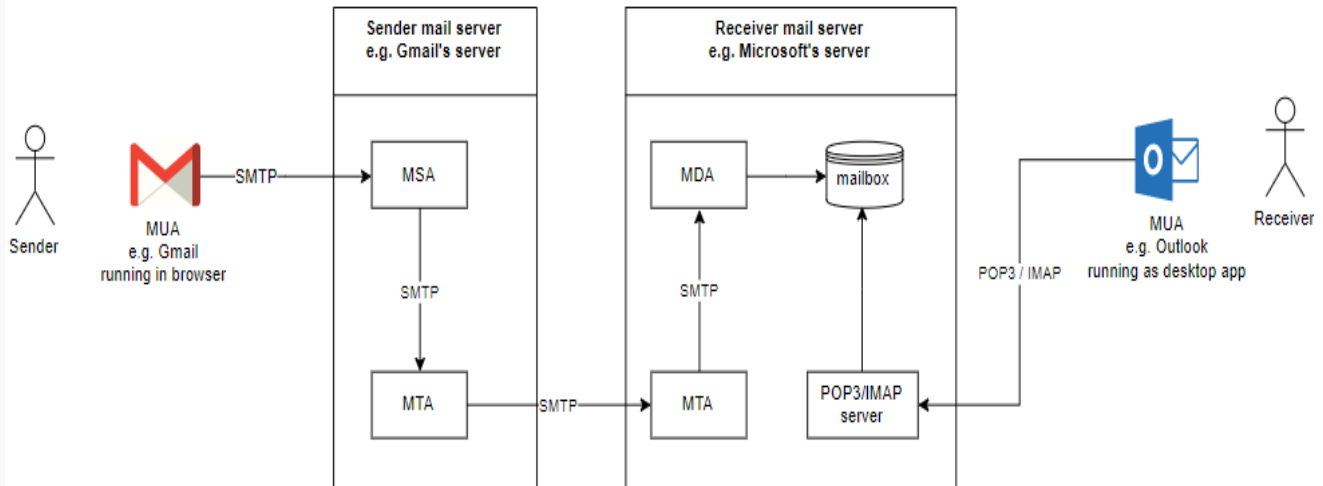 Sender mail server
e.g. Gmail's server
Receiver mail server
e.g. Microsoft's server
Sender
MUA
e.g. Gmail
running in browser
SMTP
MSA
SMTP
MTA
SMTP
MTA
SMTP
MDA
mailbox
POP3/IMAP
server
POP3 / IMAP
MUA
e.g. Outlook
running as desktop app
Receiver